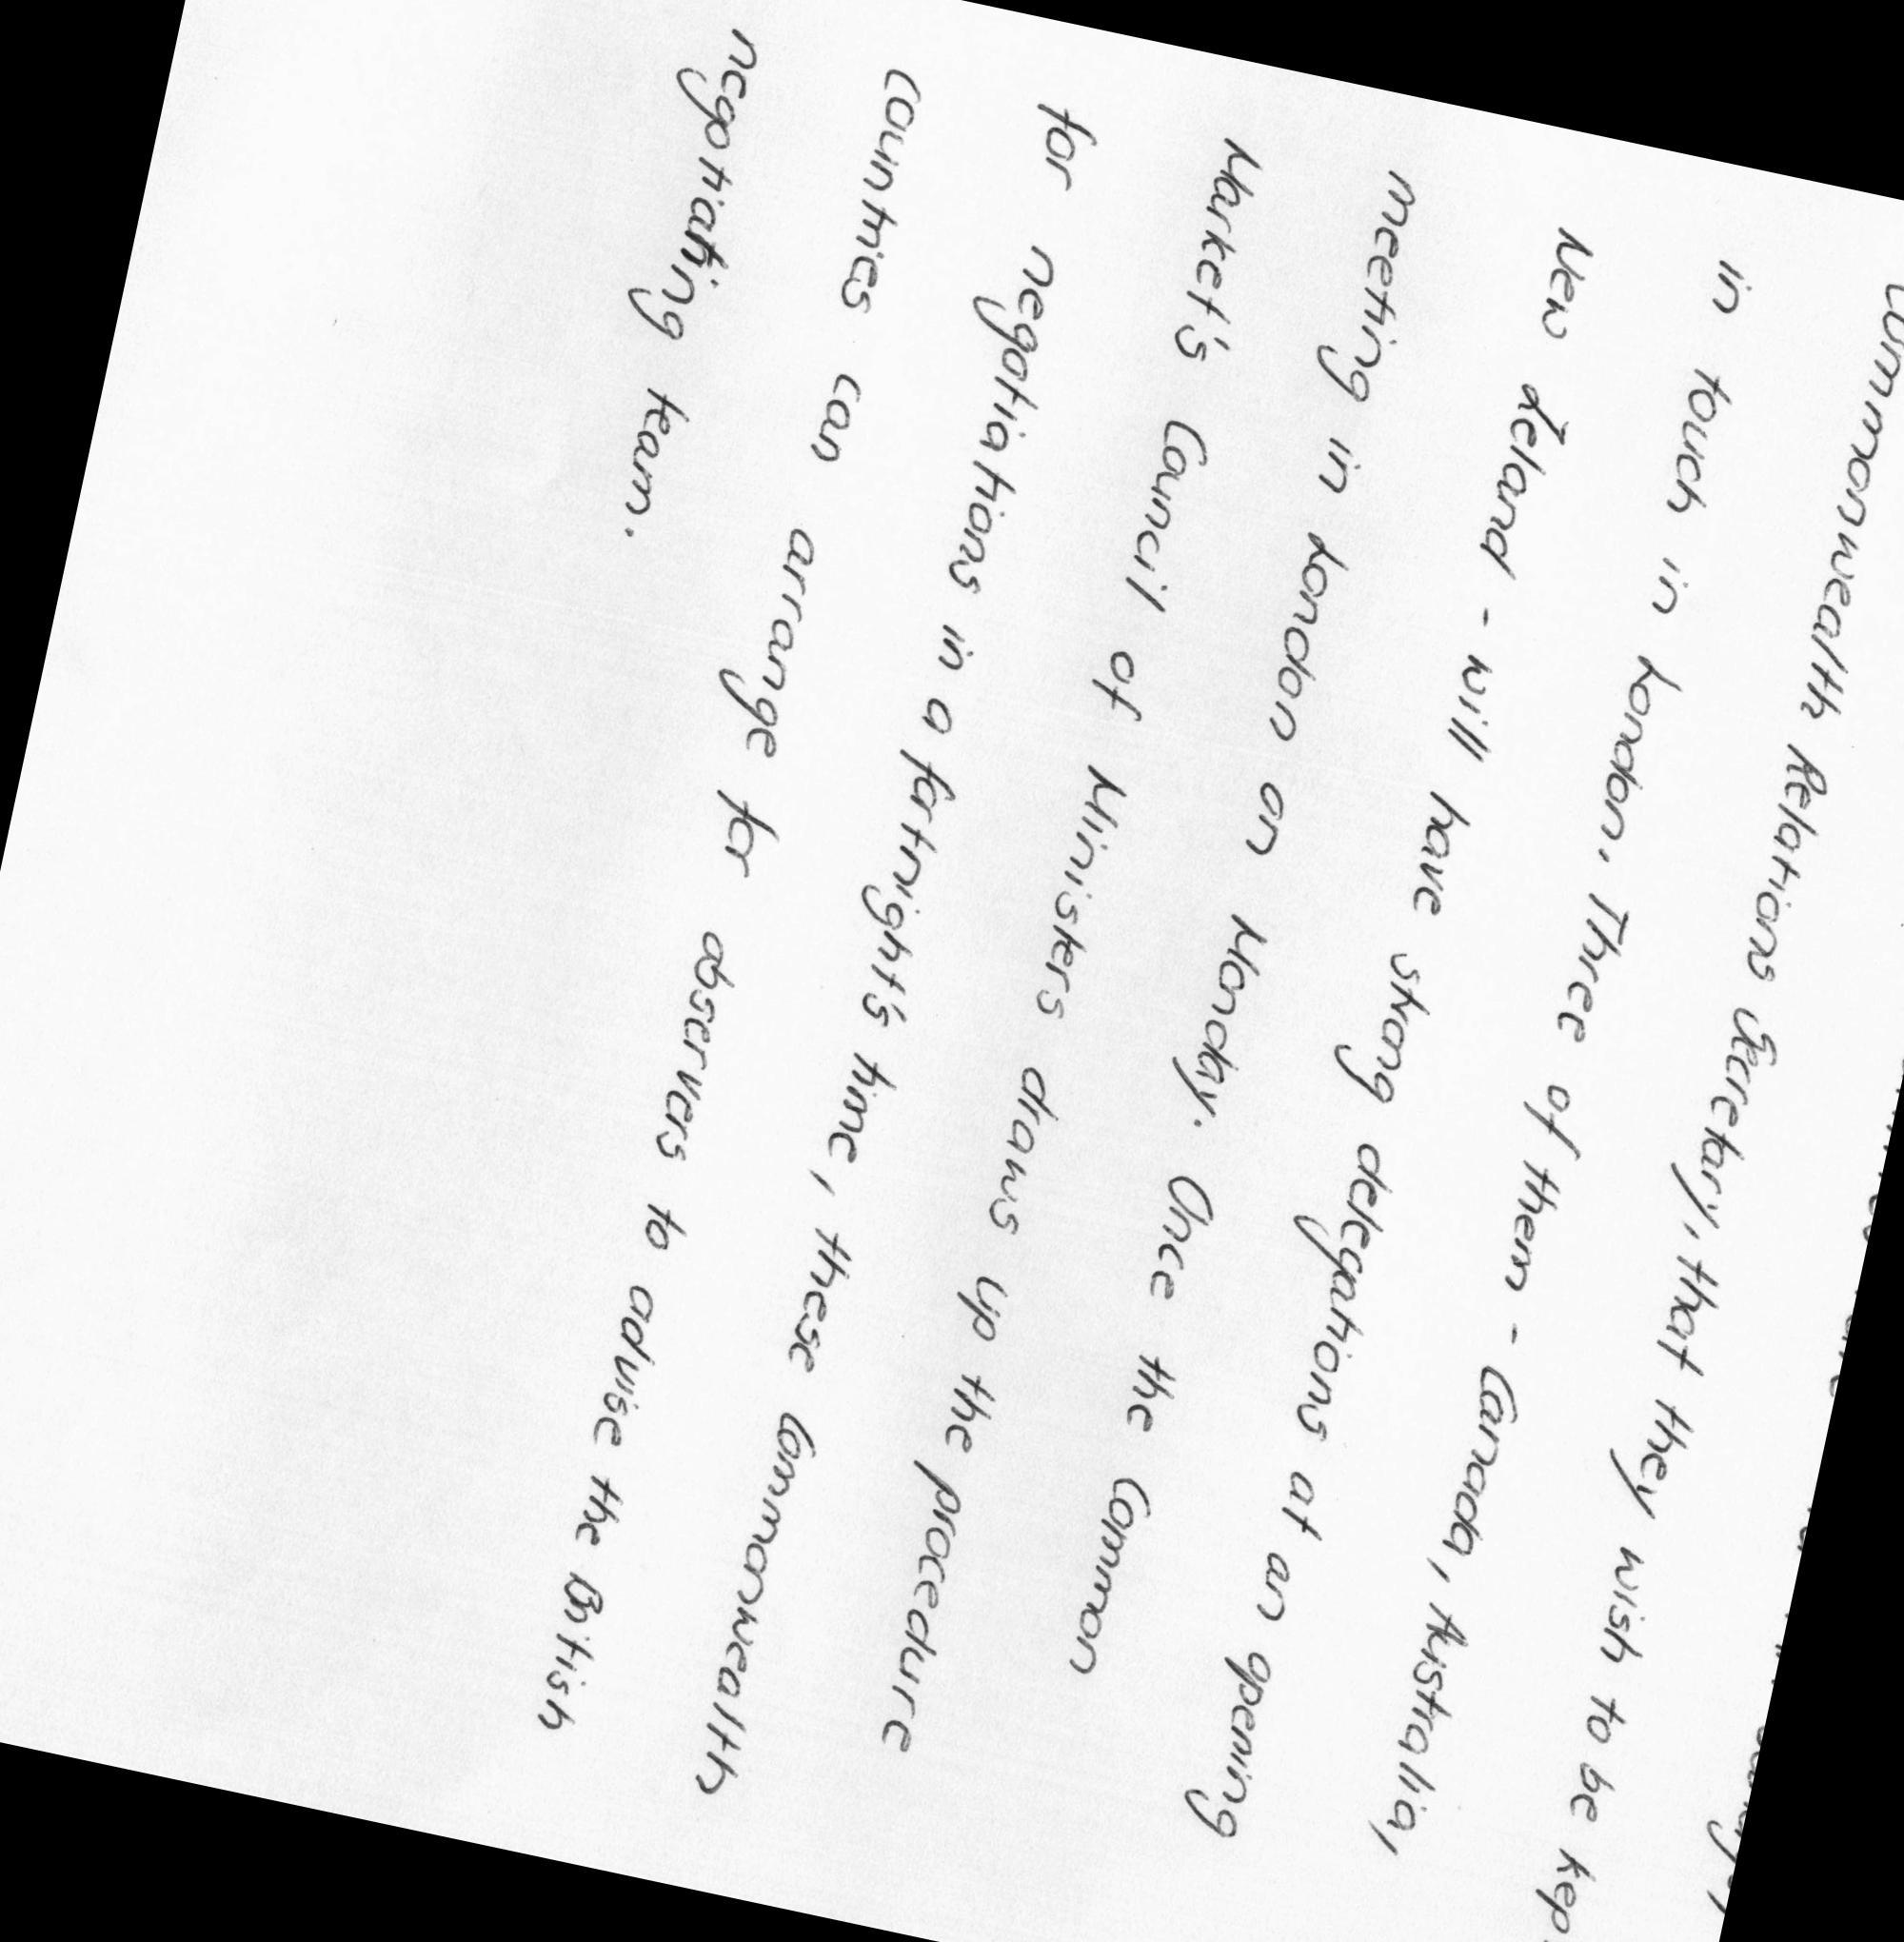 Commonwealth Relations Secretary, that they wish to be kep
in touch in London. Three of them - Canada, Australia,
New Zeland - will have strong delegations at an opening
meeting in London on Monday. Once the Common
Market's Council of Ministers draws up the procedure
for negotiations in a fortnight's time, these Commonwealth
countries can arrange for observers to advise the British
negotiating team.